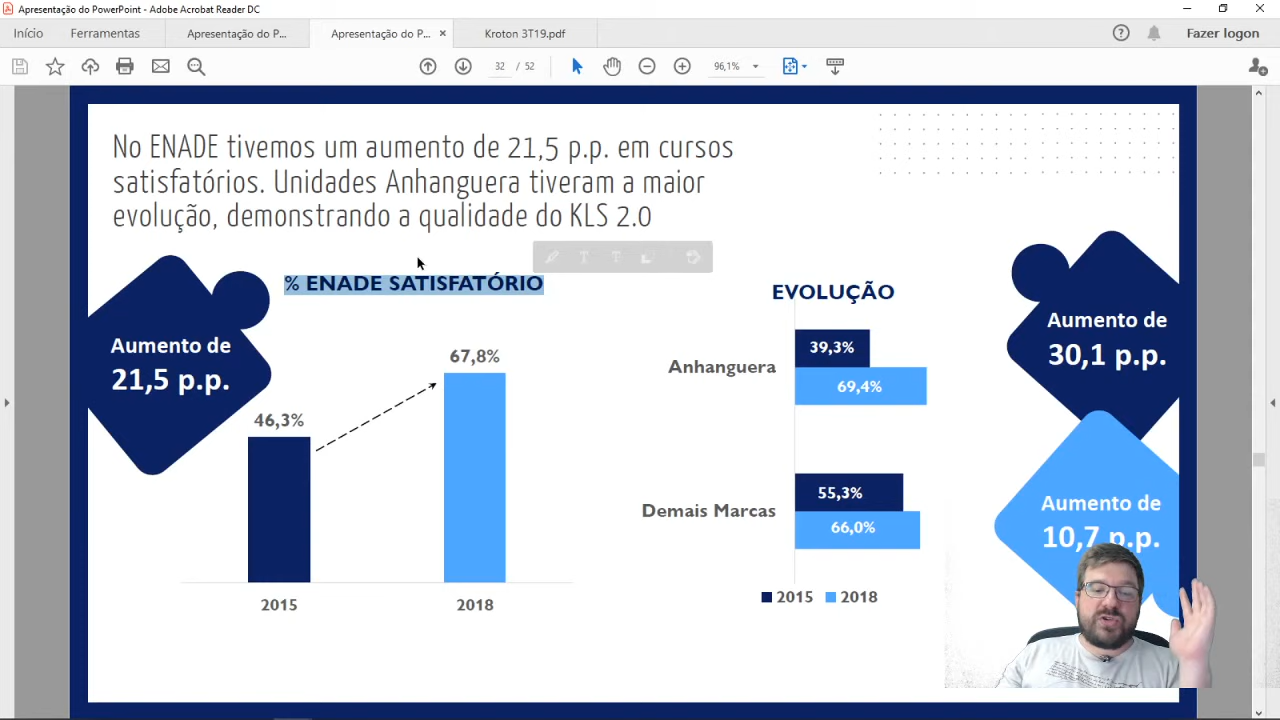 Apresentação do PowerPoint - Adobe Acrobat Reader DC
Início
Ferramentas
Apresentação do P...
Apresentação do P...
Kroton 3T19.pdf
Fazer logon
32 / 52
96,1%
No ENADE tivemos um aumento de 21,5 p.p. em cursos
satisfatórios. Unidades Anhanguera tiveram a maior
evolução, demonstrando a qualidade do KLS 2.0
Aumento de
21,5 p.p.
% ENADE SATISFATÓRIO
46,3%
67,8%
2015
2018
EVOLUÇÃO
Anhanguera
39,3%
69,4%
Demais Marcas
55,3%
66,0%
2015
2018
Aumento de
30,1 p.p.
Aumento de
10,7 p.p.